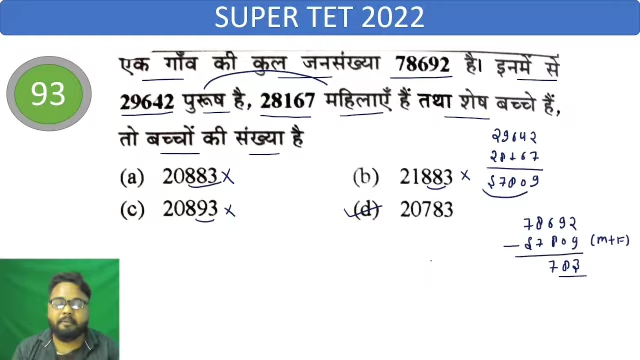 SUPER TET 2022
93
एक गाँव की कुल जनसंख्या 78692 है। इनमें से
29642 पुरूष है, 28167 महिलाएँ हैं तथा शेष बच्चे हैं,
तो बच्चों की संख्या है
(a) 20883 ×
(b) 21883 ×
(c) 20893 ×
(d) 20783
29642
28167
57809
78692
— 57809 (M+F)
783